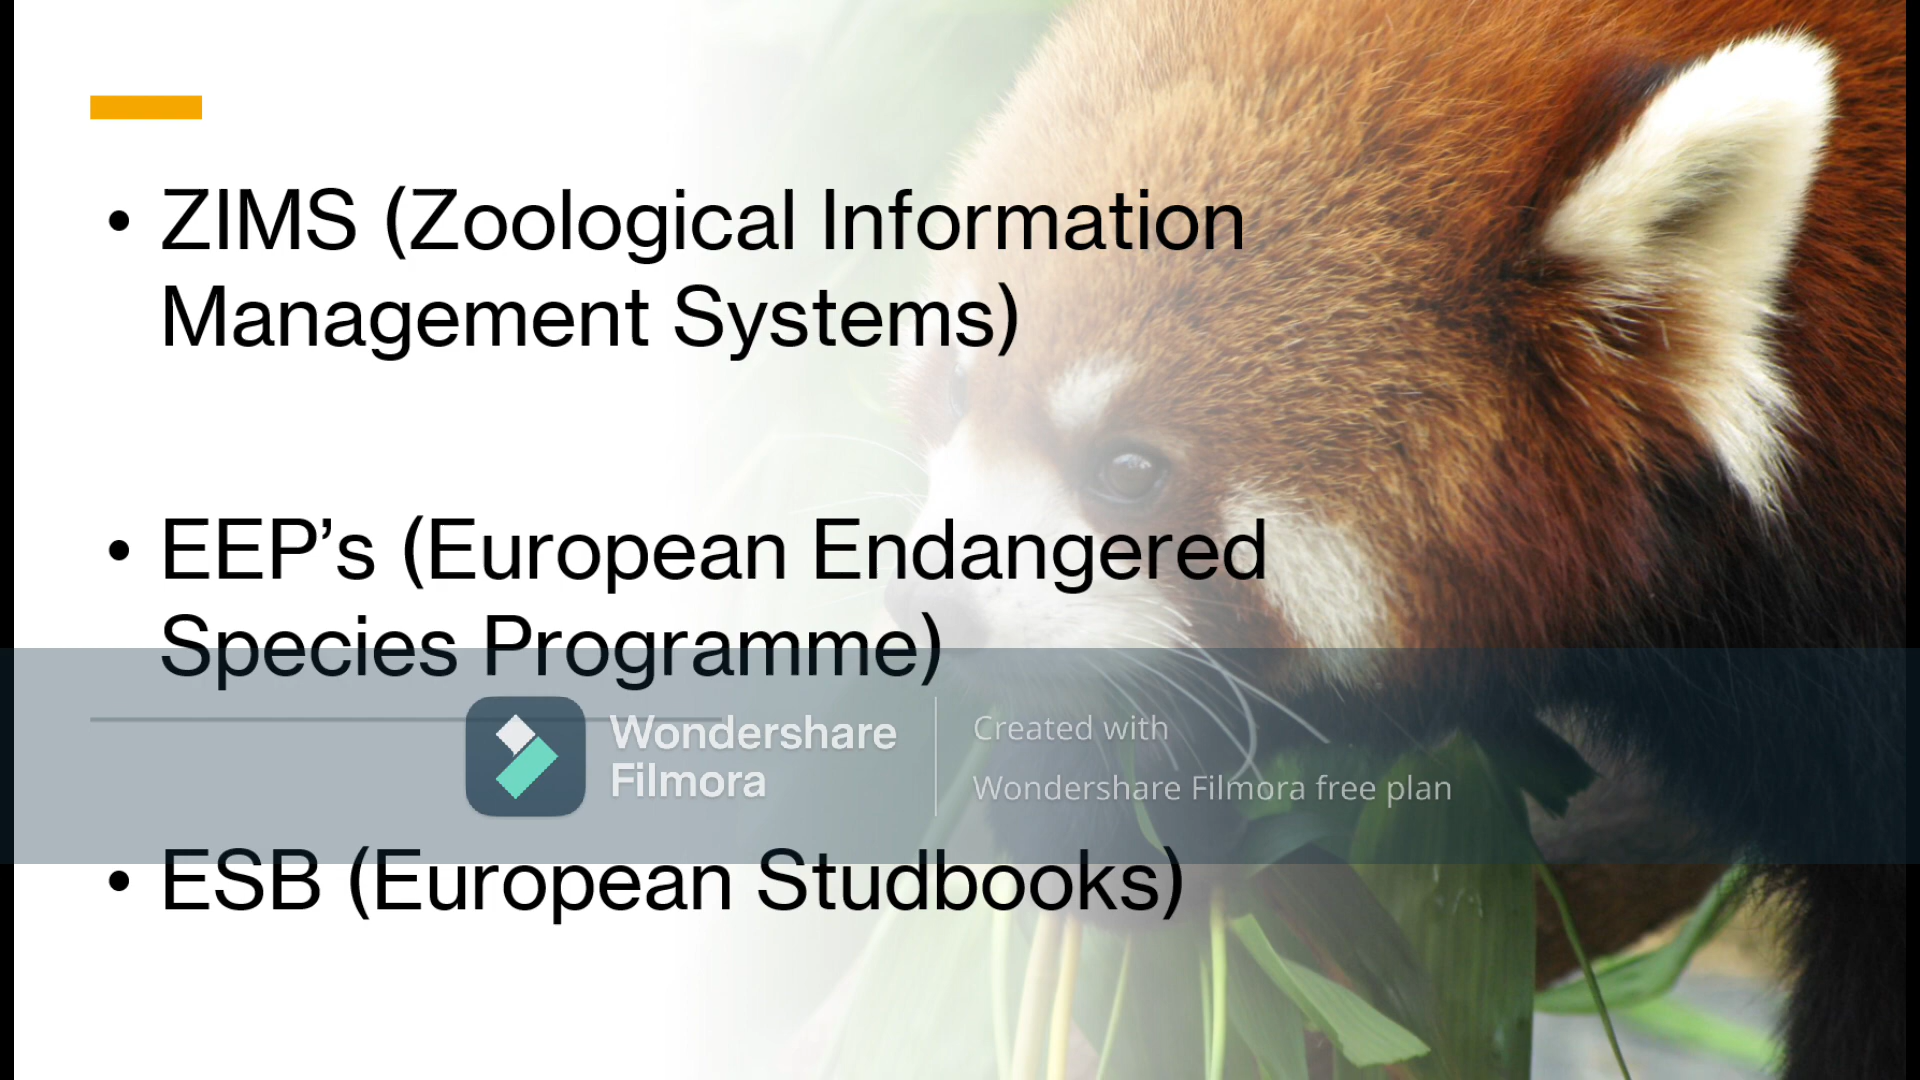 • ZIMS (Zoological Information
Management Systems)
• EEP’s (European Endangered
Species Programme)
Wondershare
Filmora
Created with
Wondershare Filmora free plan
• ESB (European Studbooks)